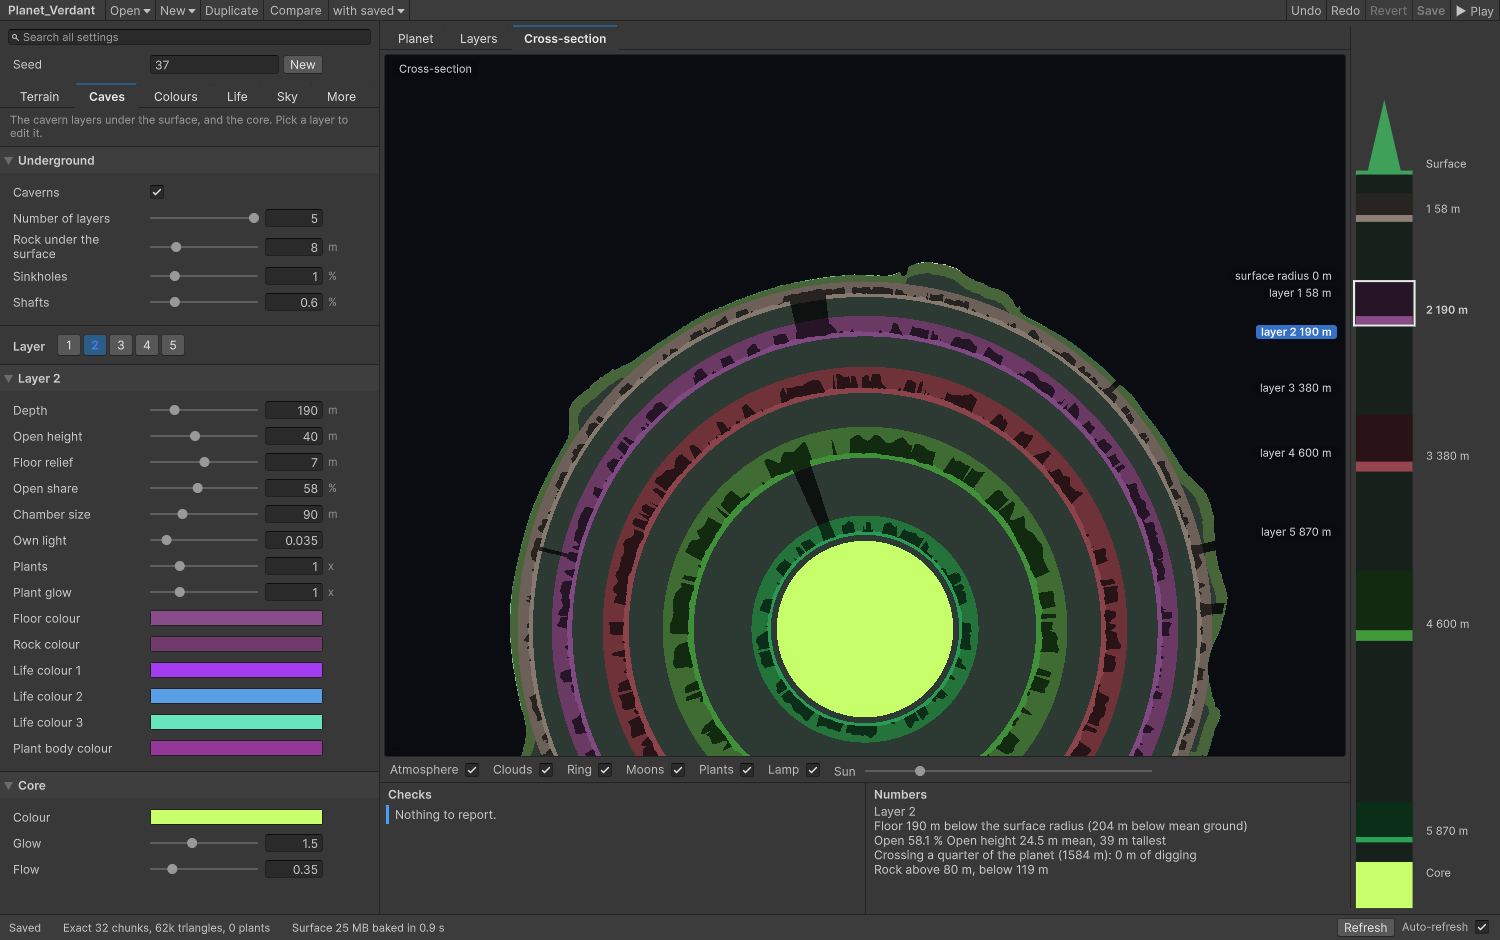 Planet_Verdant Open New Duplicate Compare with saved Undo Redo Revert Save Play
Search all settings
Seed 37 New
Terrain Caves Colours Life Sky More
The cavern layers under the surface, and the core. Pick a layer to
edit it.
Underground
Caverns
Number of layers 5
Rock under the
surface 8 m
Sinkholes 1 %
Shafts 0.6 %
Layer 1 2 3 4 5
Layer 2
Depth 190 m
Open height 40 m
Floor relief 7 m
Open share 58 %
Chamber size 90 m
Own light 0.035
Plants 1 x
Plant glow 1 x
Floor colour
Rock colour
Life colour 1
Life colour 2
Life colour 3
Plant body colour
Core
Colour
Glow 1.5
Flow 0.35
Planet Layers Cross-section
Cross-section
surface radius 0 m
layer 1 58 m
layer 2 190 m
layer 3 380 m
layer 4 600 m
layer 5 870 m
Atmosphere Clouds Ring Moons Plants Lamp Sun
Checks
Nothing to report.
Numbers
Layer 2
Floor 190 m below the surface radius (204 m below mean ground)
Open 58.1 % Open height 24.5 m mean, 39 m tallest
Crossing a quarter of the planet (1584 m): 0 m of digging
Rock above 80 m, below 119 m
Surface
1 58 m
2 190 m
3 380 m
4 600 m
5 870 m
Core
Saved Exact 32 chunks, 62k triangles, 0 plants Surface 25 MB baked in 0.9 s Refresh Auto-refresh